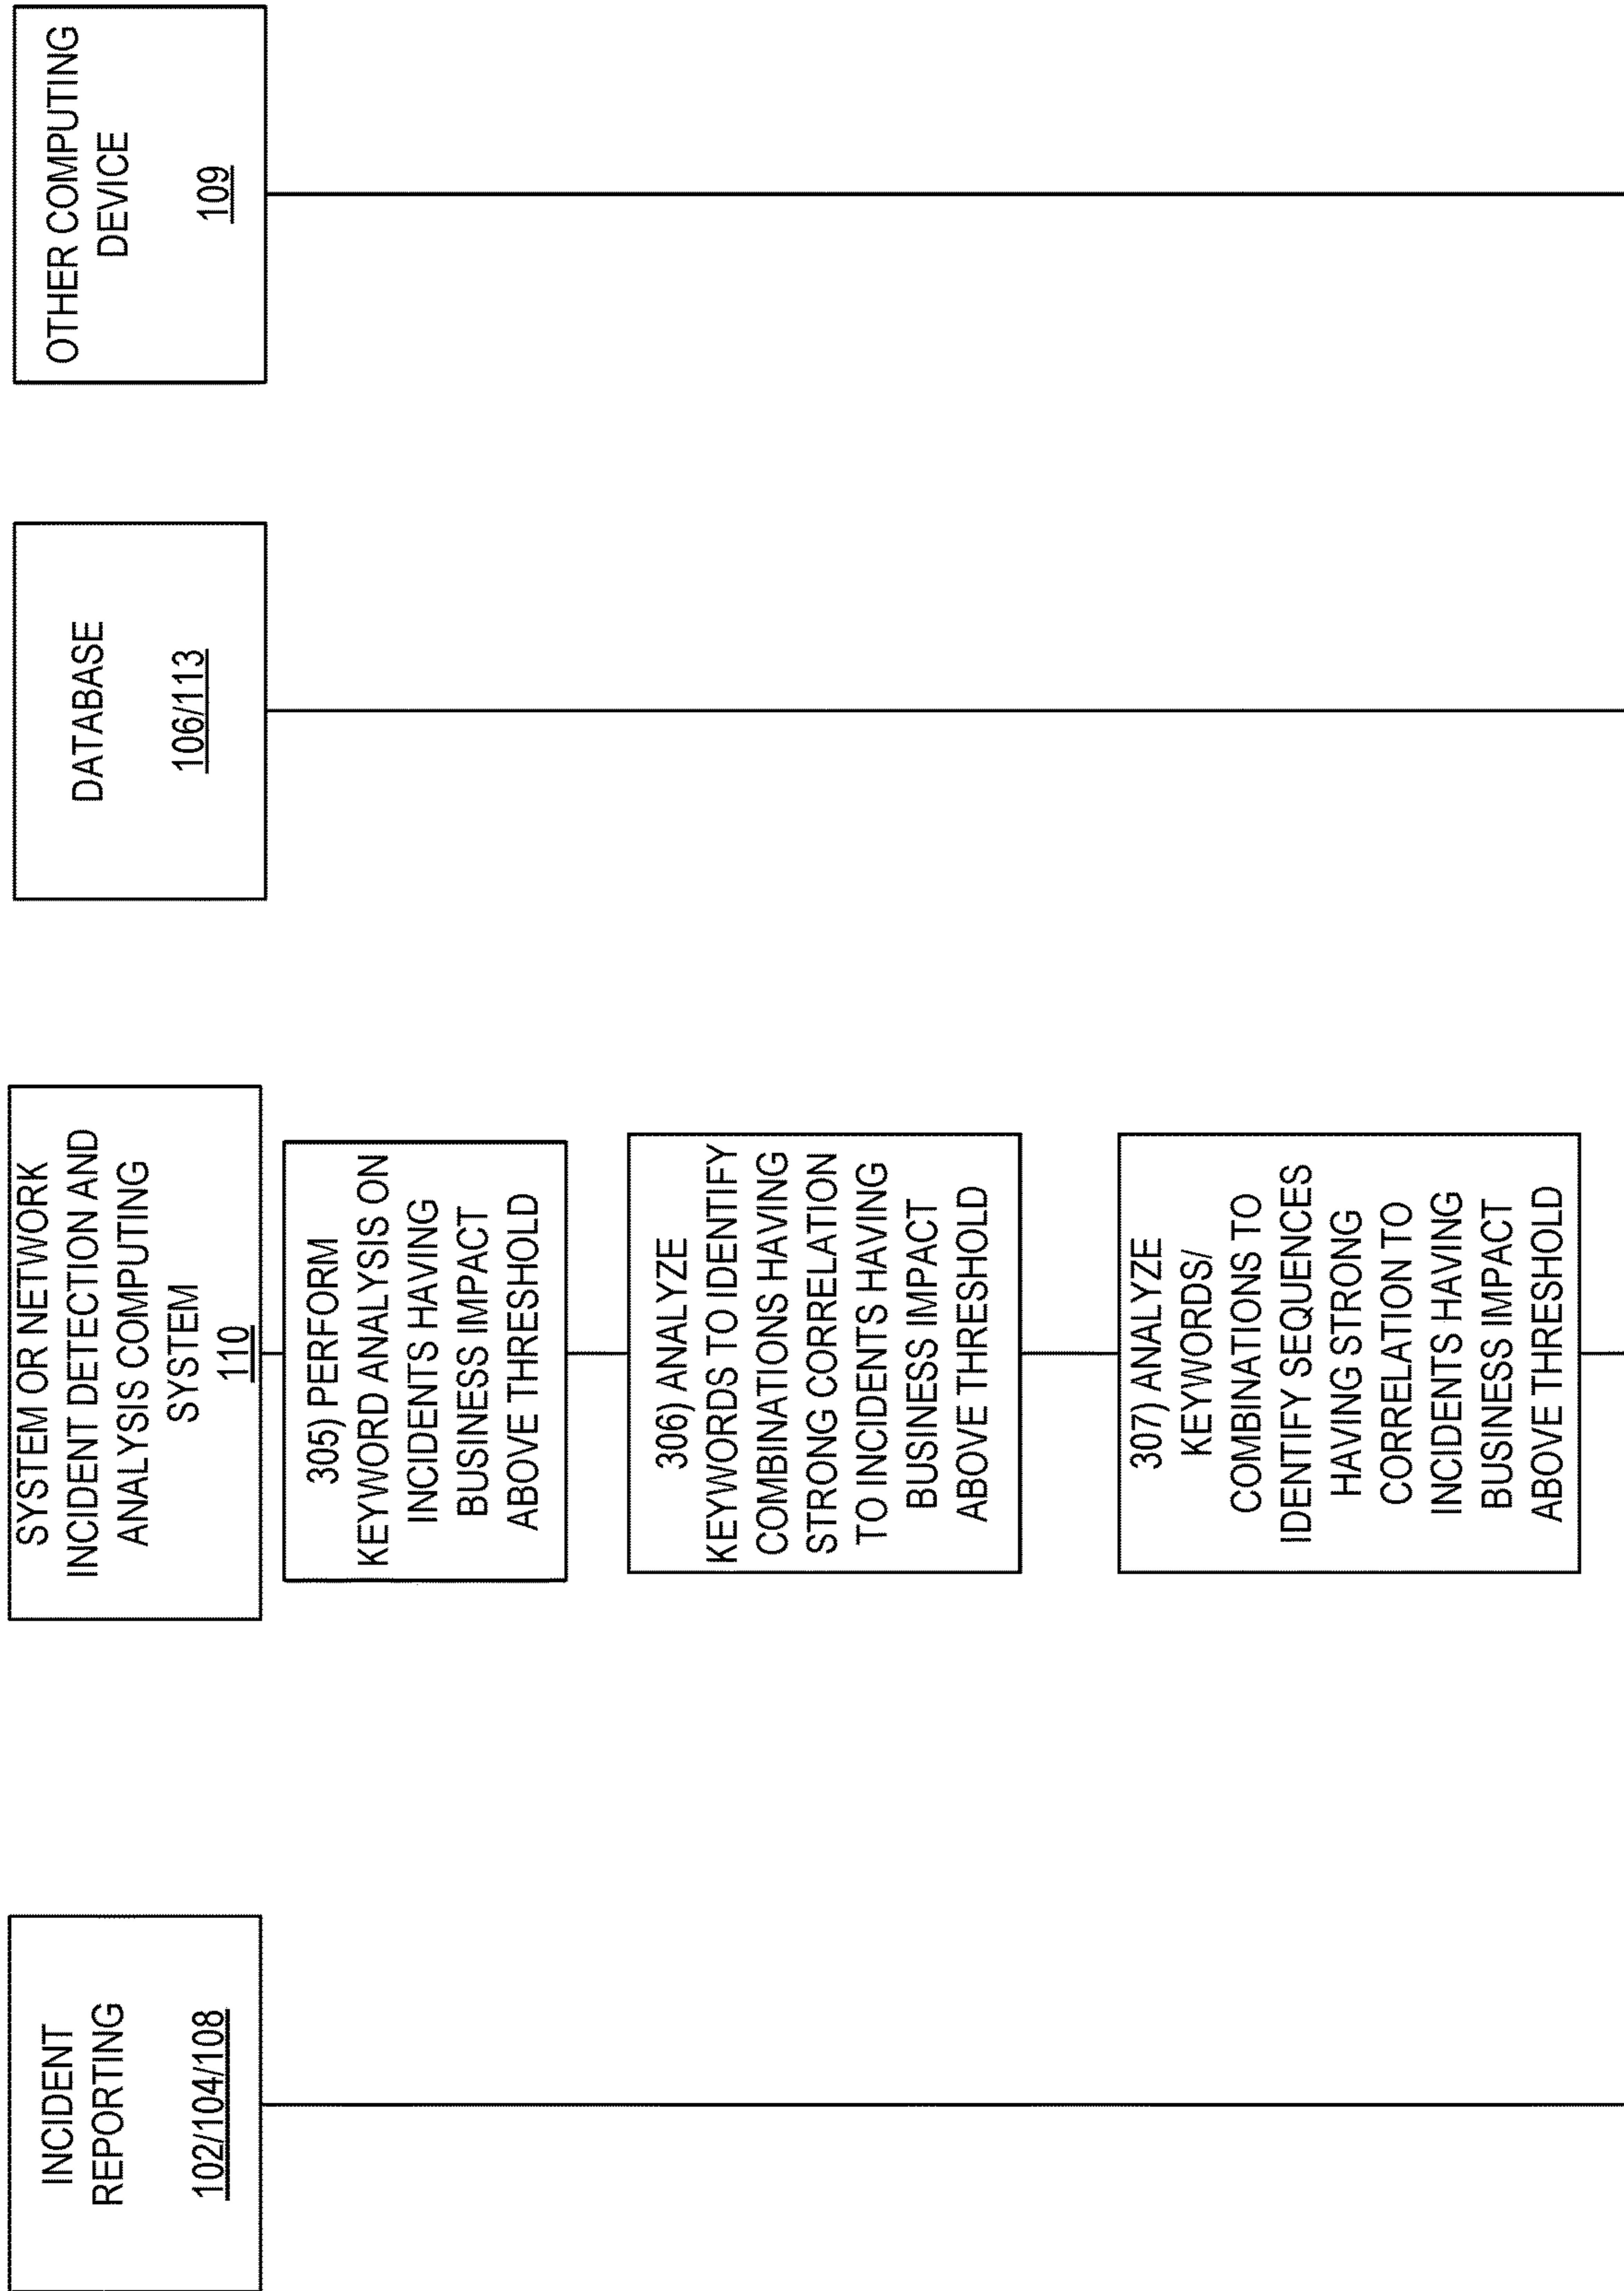 INCIDENT
REPORTING
102/104/108
SYSTEM OR NETWORK
INCIDENT DETECTION AND
ANALYSIS COMPUTING
SYSTEM
110
DATABASE
106/113
OTHER COMPUTING
DEVICE
109
305) PERFORM
KEYWORD ANALYSIS ON
INCIDENTS HAVING
BUSINESS IMPACT
ABOVE THRESHOLD
306) ANALYZE
KEYWORDS TO IDENTIFY
COMBINATIONS HAVING
STRONG CORRELATION
TO INCIDENTS HAVING
BUSINESS IMPACT
ABOVE THRESHOLD
307) ANALYZE
KEYWORDS/
COMBINATIONS TO
IDENTIFY SEQUENCES
HAVING STRONG
CORRELATION TO
INCIDENTS HAVING
BUSINESS IMPACT
ABOVE THRESHOLD